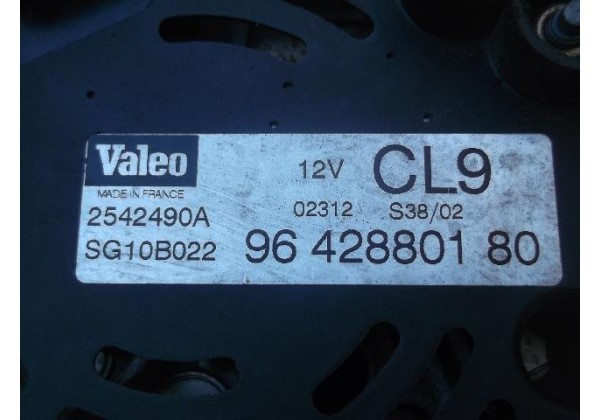 Valeo 12V CL9
MADE IN FRANCE
2542490A 02312 S38/02
SG10B022 96 428801 80